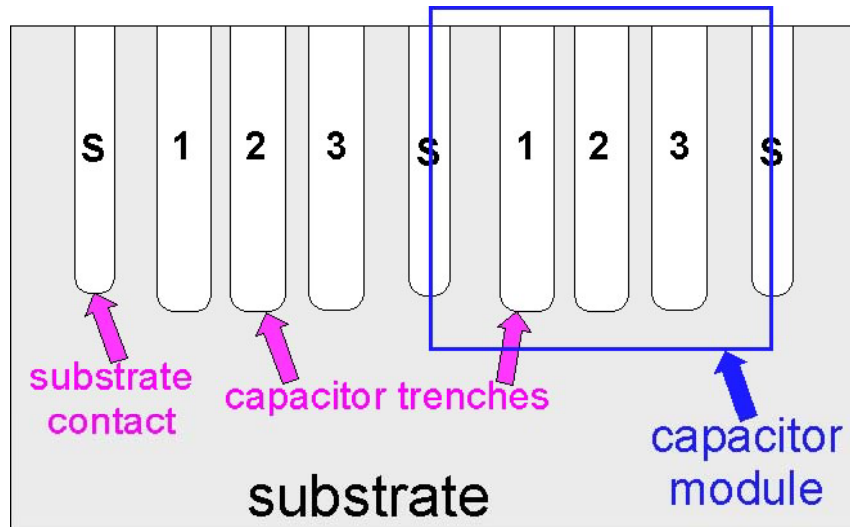 S 1 2 3 S 1 2 3 S
substrate
contact
capacitor trenches
capacitor
module
substrate